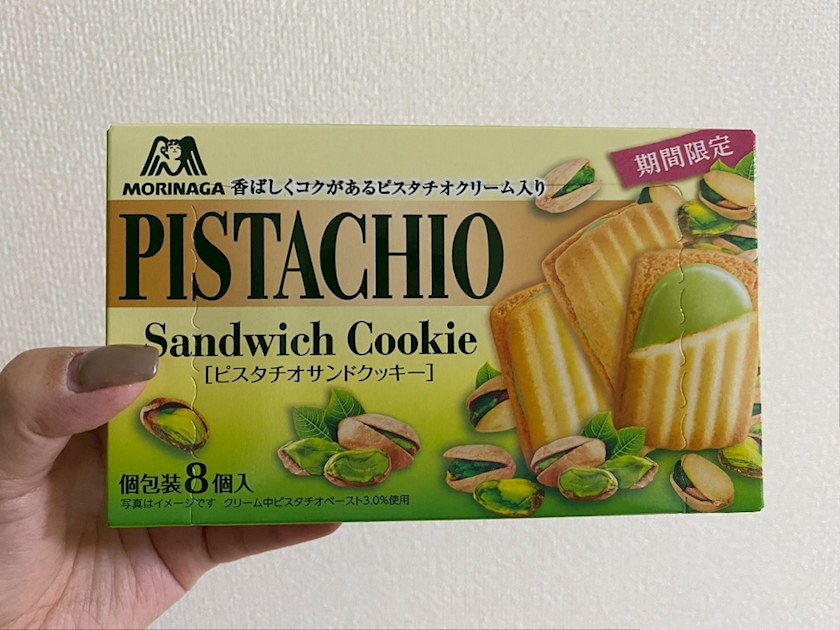 期間限定
MORINAGA
香ばしくコクがあるピスタチオクリーム入り
PISTACHIO
Sandwich Cookie
[ピスタチオサンドクッキー]
個包装8個入
写真はイメージです クリーム中ピスタチオペースト3.0%使用